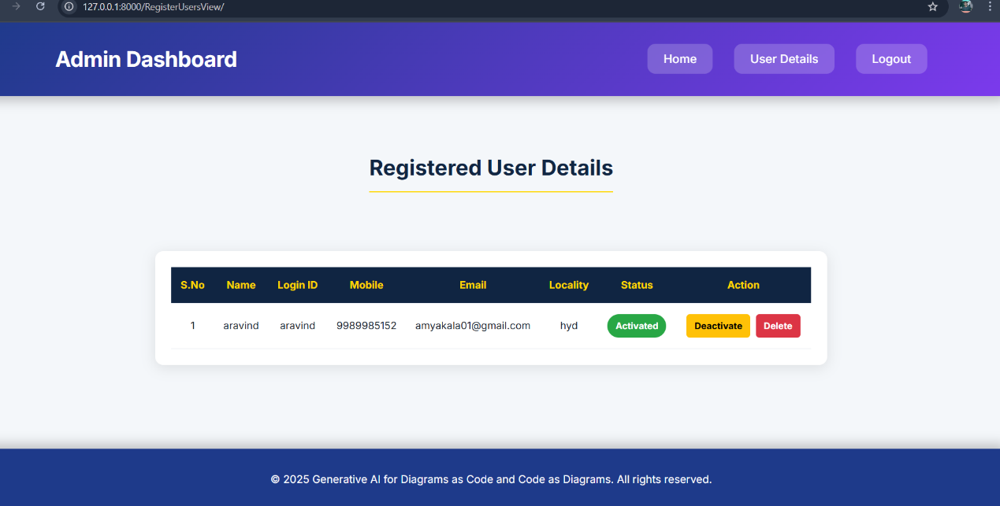 127.0.0.1:8000/RegisterUsersView/
Admin Dashboard Home User Details Logout
Registered User Details
S.No Name Login ID Mobile Email Locality Status Action
1 aravind aravind 9989985152 amyakala01@gmail.com hyd Activated Deactivate Delete
© 2025 Generative AI for Diagrams as Code and Code as Diagrams. All rights reserved.